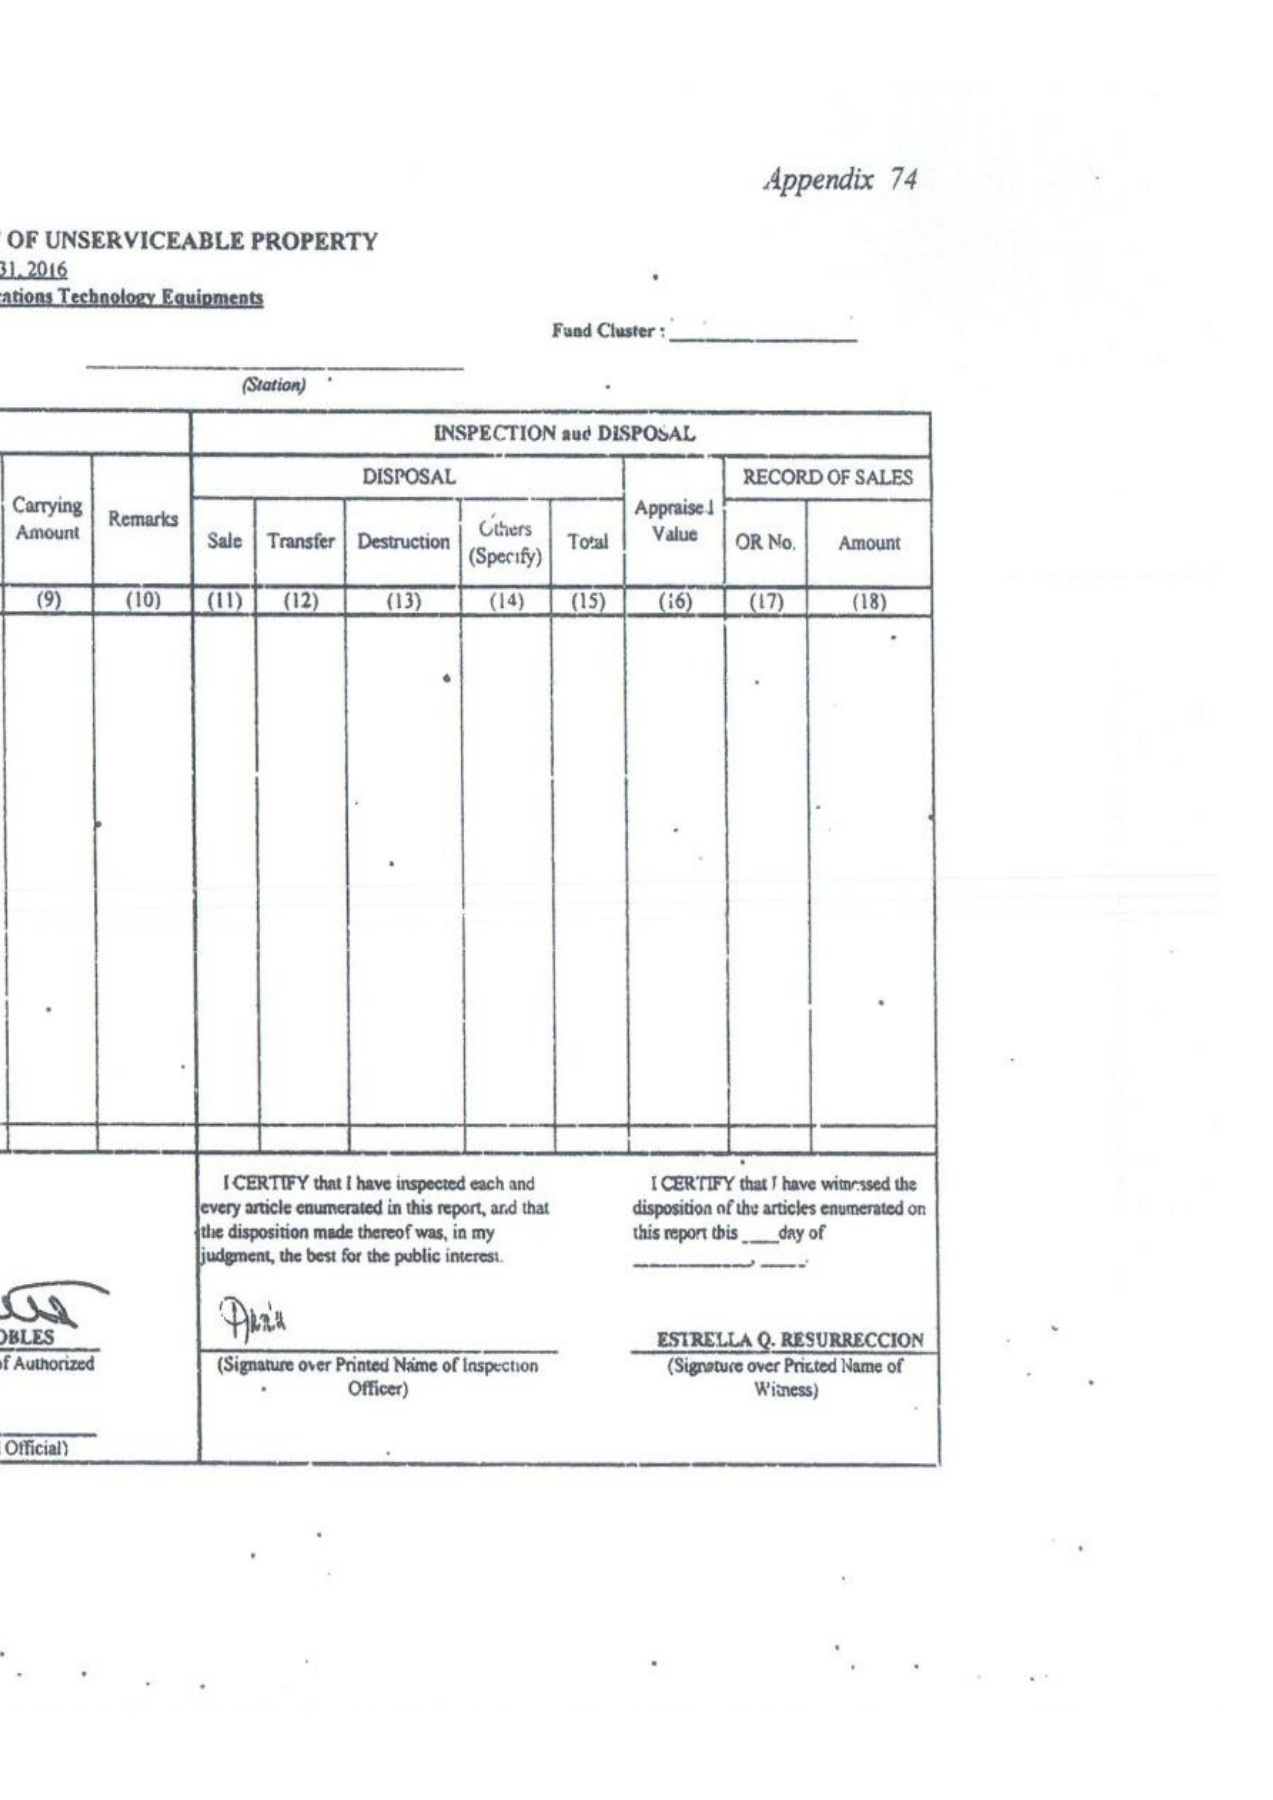 Appendix 74
OF UNSERVICEABLE PROPERTY
31, 2016
cations Technology Equipments
Fund Cluster :
(Station)
INSPECTION and DISPOSAL
DISPOSAL
RECORD OF SALES
Carrying
Amount
Remarks
Sale
Transfer
Destruction
Others
(Specify)
Total
Appraised
Value
OR No.
Amount
(9) (10) (11) (12) (13) (14) (15) (16) (17) (18)
I CERTIFY that I have inspected each and
every article enumerated in this report, and that
the disposition made thereof was, in my
judgment, the best for the public interest.
I CERTIFY that I have witnessed the
disposition of the articles enumerated on
this report this ____day of
____________, _____.
OBLES
of Authorized
Official)
(Signature over Printed Name of Inspection
Officer)
ESTRELLA Q. RESURRECCION
(Signature over Printed Name of
Witness)